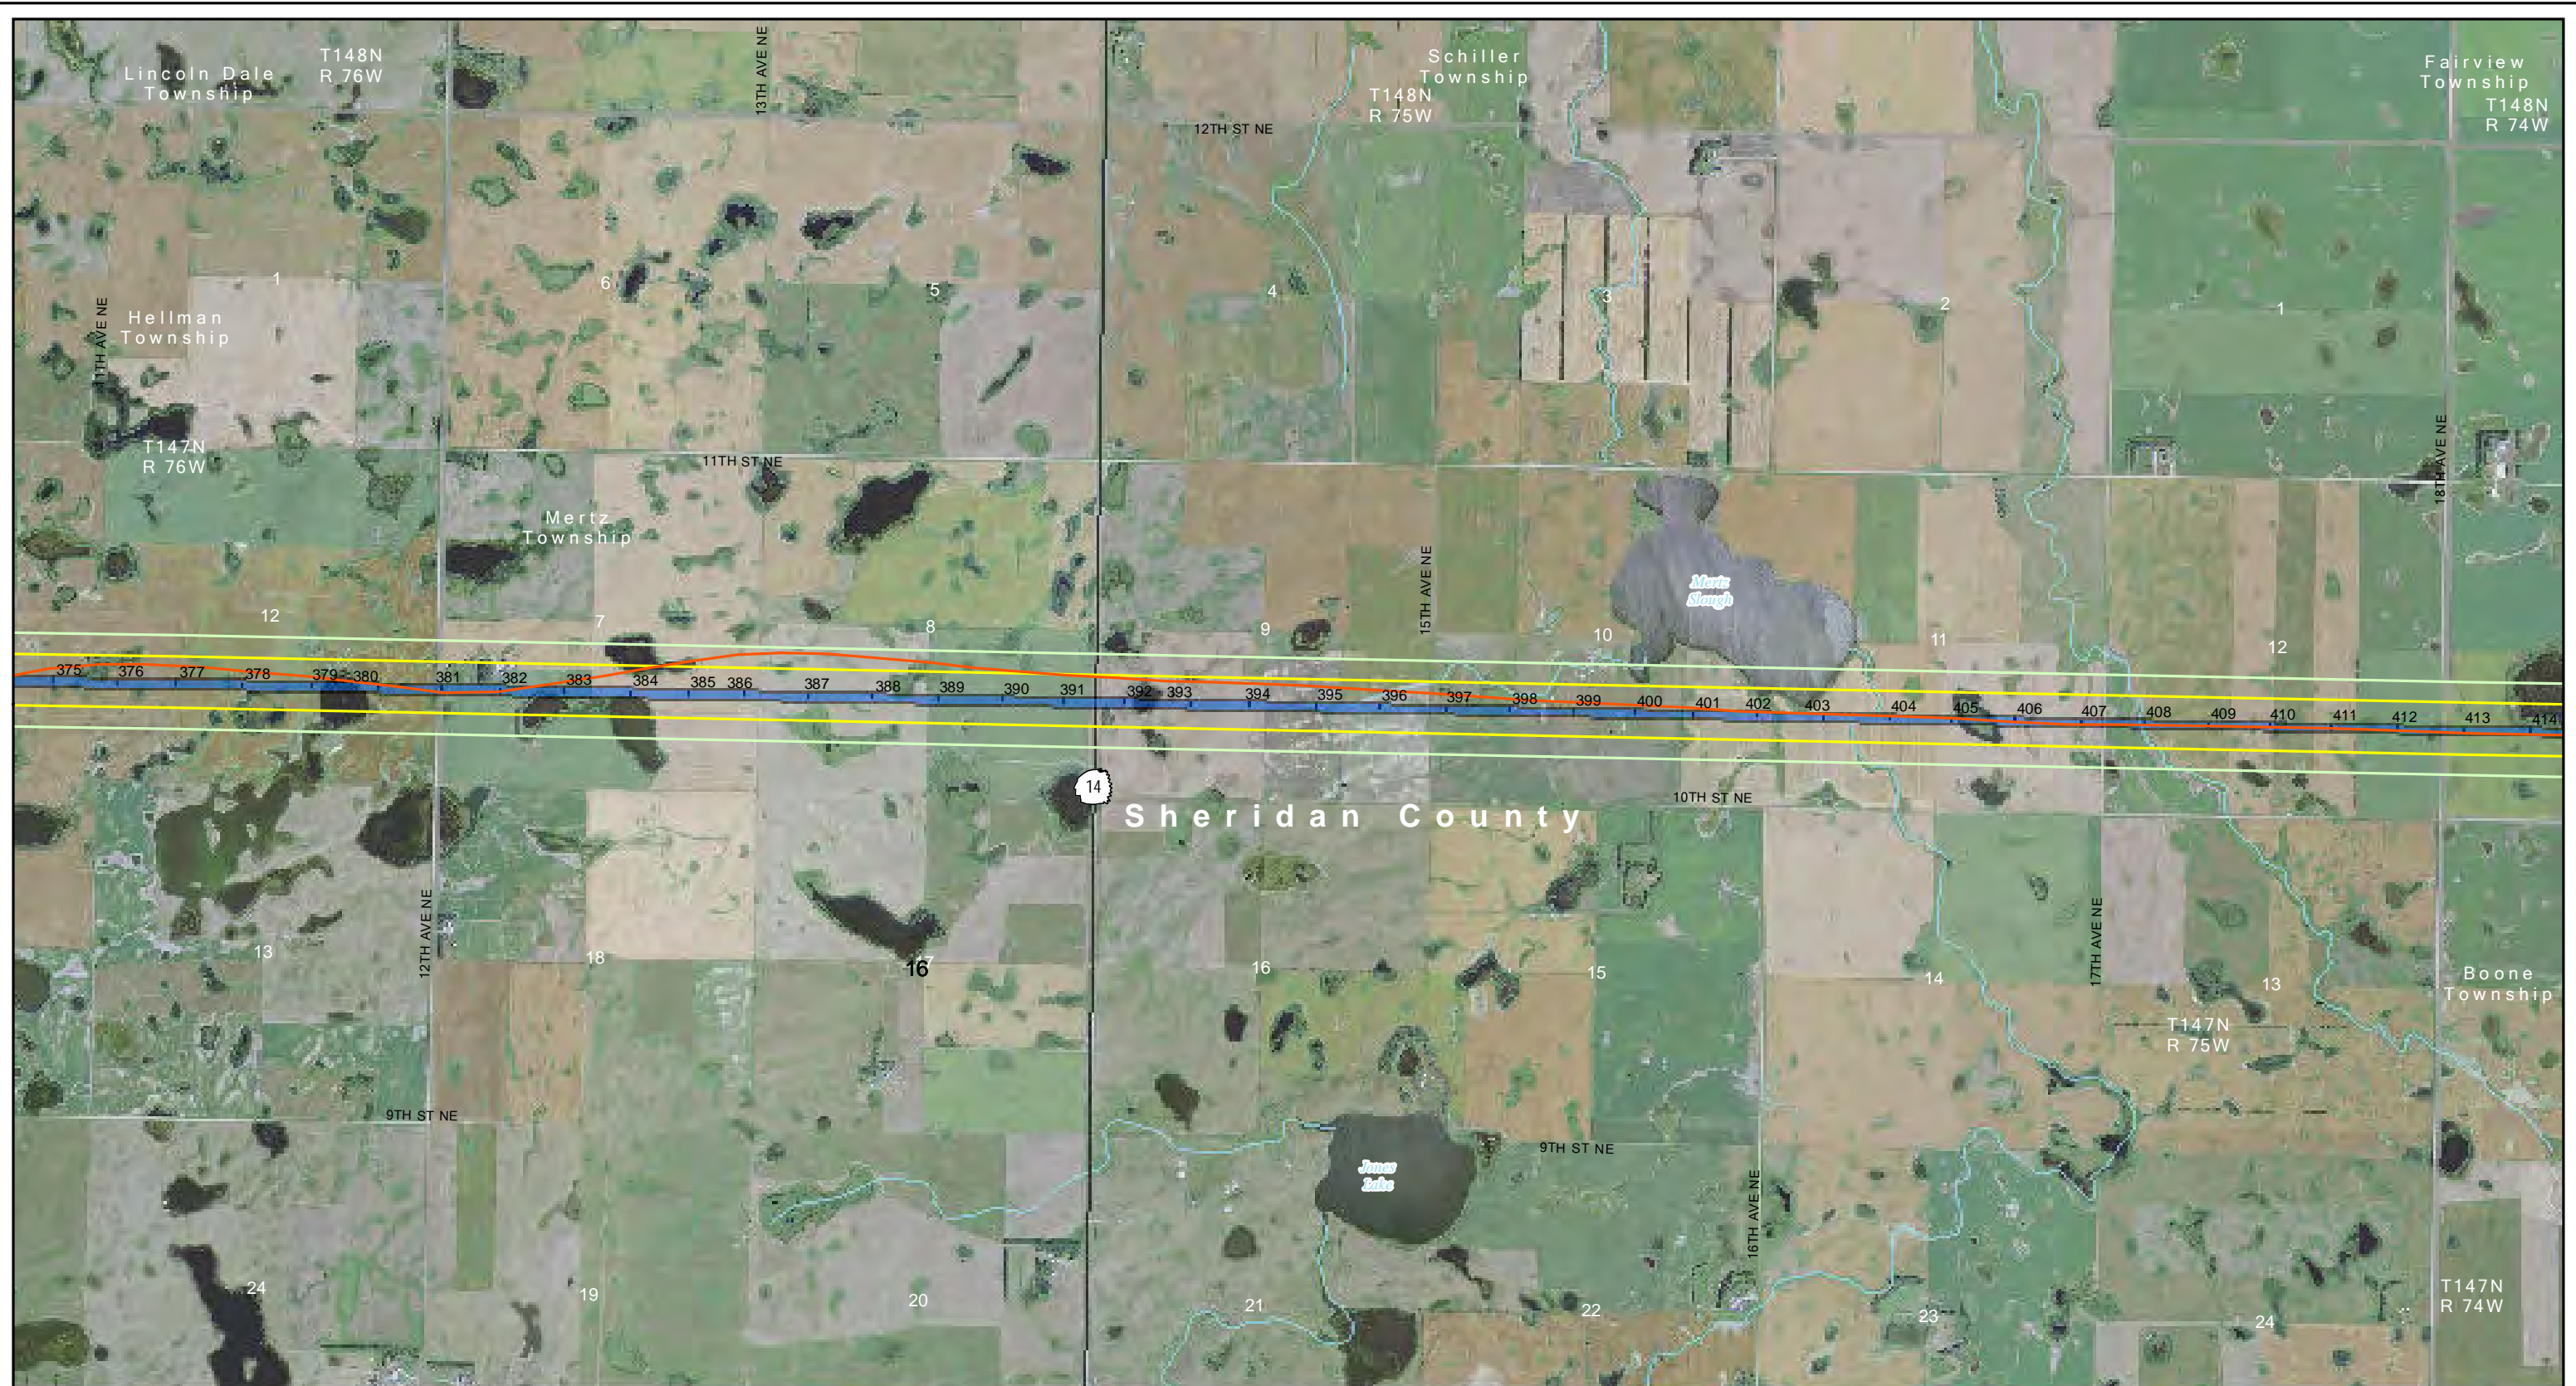 Lincoln Dale
Township
T148N
R 76W
13TH AVE NE
Schiller
Township
T148N
R 75W
Fairview
Township
T148N
R 74W
12TH ST NE
1
6
5
4
3
2
1
11TH AVE NE
Hellman
Township
T147N
R 76W
11TH ST NE
18TH AVE NE
Mertz
Township
15TH AVE NE
Mertz
Slough
12
7
8
9
10
11
12
375 376 377 378 379 380 381 382 383 384 385 386 387 388 389 390 391 392 393 394 395 396 397 398 399 400 401 402 403 404 405 406 407 408 409 410 411 412 413 414
14
10TH ST NE
Sheridan County
12TH AVE NE
17TH AVE NE
13
18
17
16
16
15
14
13
Boone
Township
T147N
R 75W
9TH ST NE
9TH ST NE
Jones
Lake
16TH AVE NE
24
19
20
21
22
23
24
T147N
R 74W